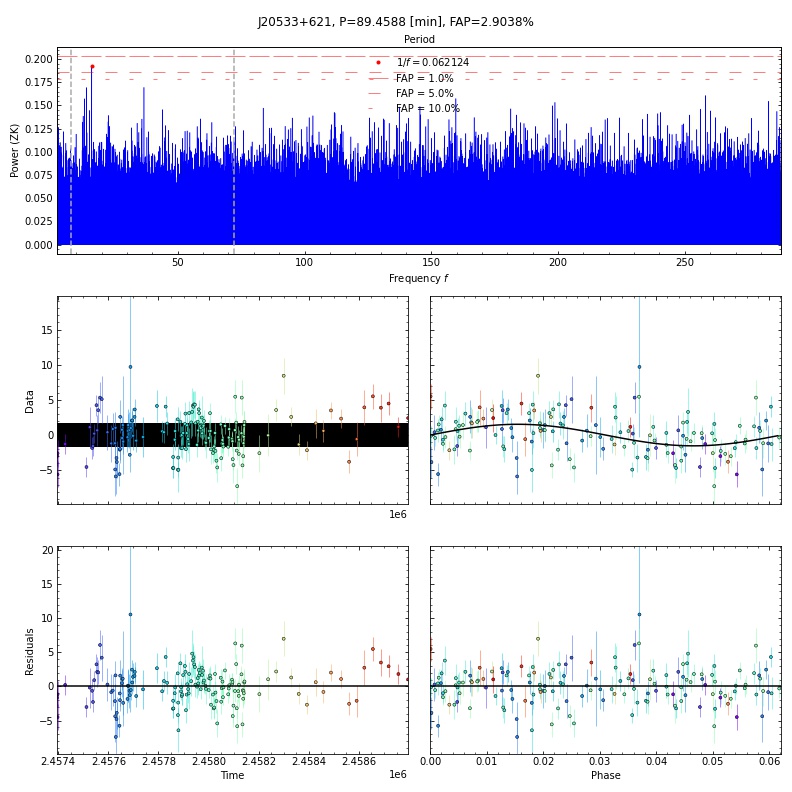 J20533+621, P=89.4588 [min], FAP=2.9038%
Period
0.200
0.175
0.150
0.125
0.100
0.075
0.050
0.025
0.000
Power (ZK)
1/f = 0.062124
FAP = 1.0%
FAP = 5.0%
FAP = 10.0%
50 100 150 200 250
Frequency f
15
10
5
0
−5
Data
1e6
20
15
10
5
0
−5
Residuals
2.4574 2.4576 2.4578 2.4580 2.4582 2.4584 2.4586
Time
1e6
0.00 0.01 0.02 0.03 0.04 0.05 0.06
Phase